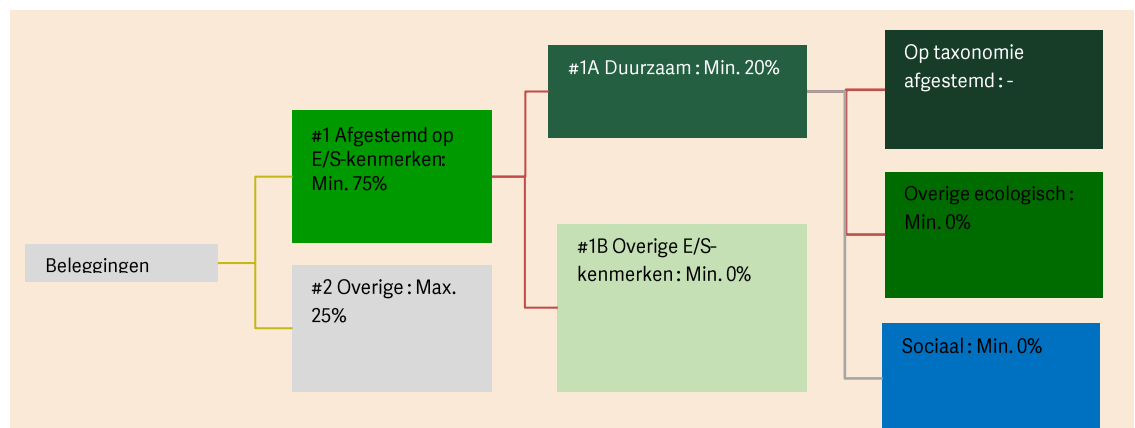 Beleggingen
#1 Afgestemd op
E/S-kenmerken:
Min. 75%
#2 Overige : Max.
25%
#1A Duurzaam : Min. 20%
#1B Overige E/S-
kenmerken : Min. 0%
Op taxonomie
afgestemd : -
Overige ecologisch :
Min. 0%
Sociaal : Min. 0%